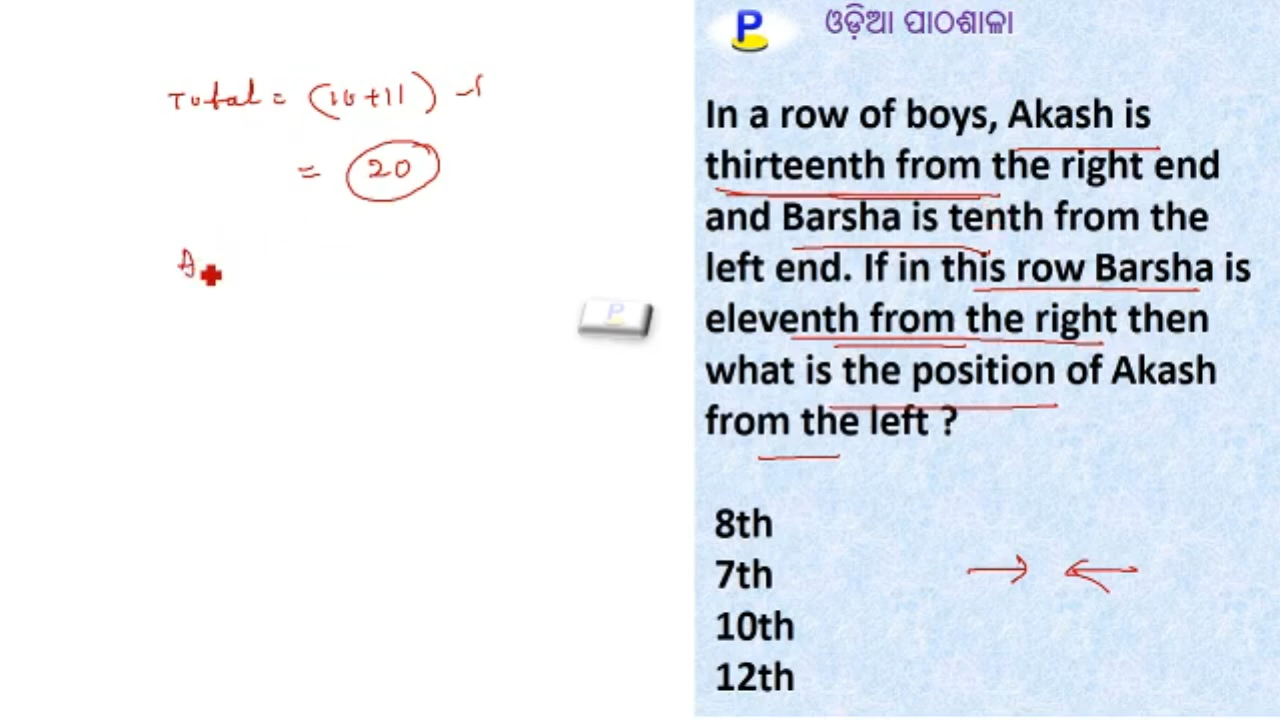 Total = (10+11) -1
= 20
A
P ଓଡ଼ିଆ ପାଠଶାଳା
In a row of boys, Akash is
thirteenth from the right end
and Barsha is tenth from the
left end. If in this row Barsha is
eleventh from the right then
what is the position of Akash
from the left ?
8th
7th
10th
12th
P